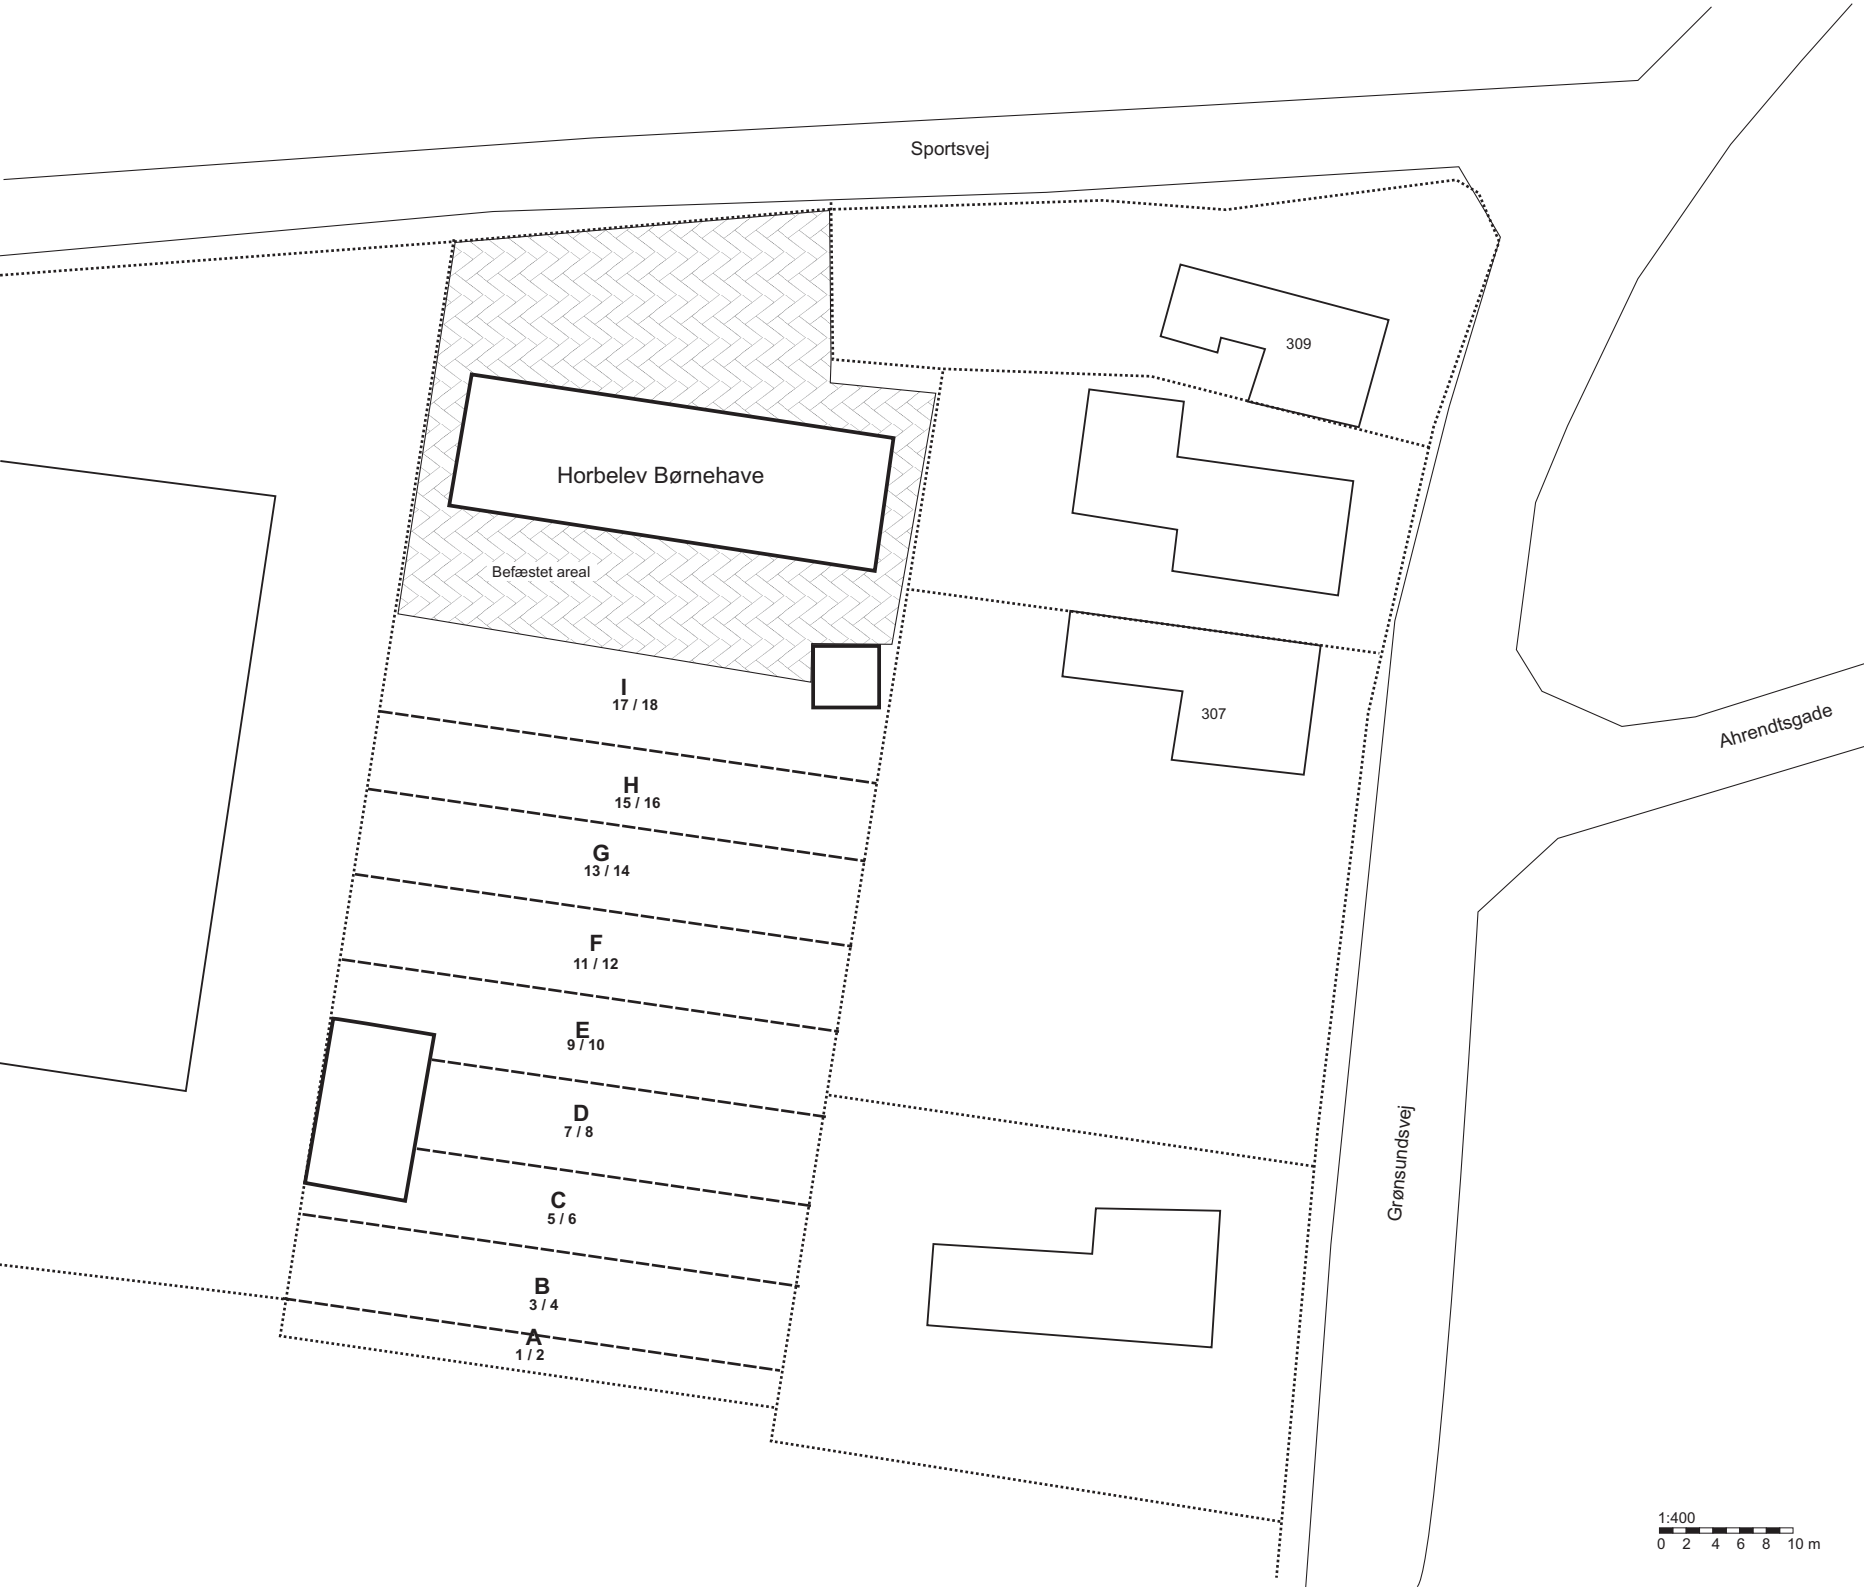 Sportsvej
309
Horbelev Børnehave
Befæstet areal
I
17 / 18
307
Ahrendtsgade
H
15 / 16
G
13 / 14
F
11 / 12
E
9 / 10
D
7 / 8
Grønsundsvej
C
5 / 6
B
3 / 4
A
1 / 2
1:400
0 2 4 6 8 10 m